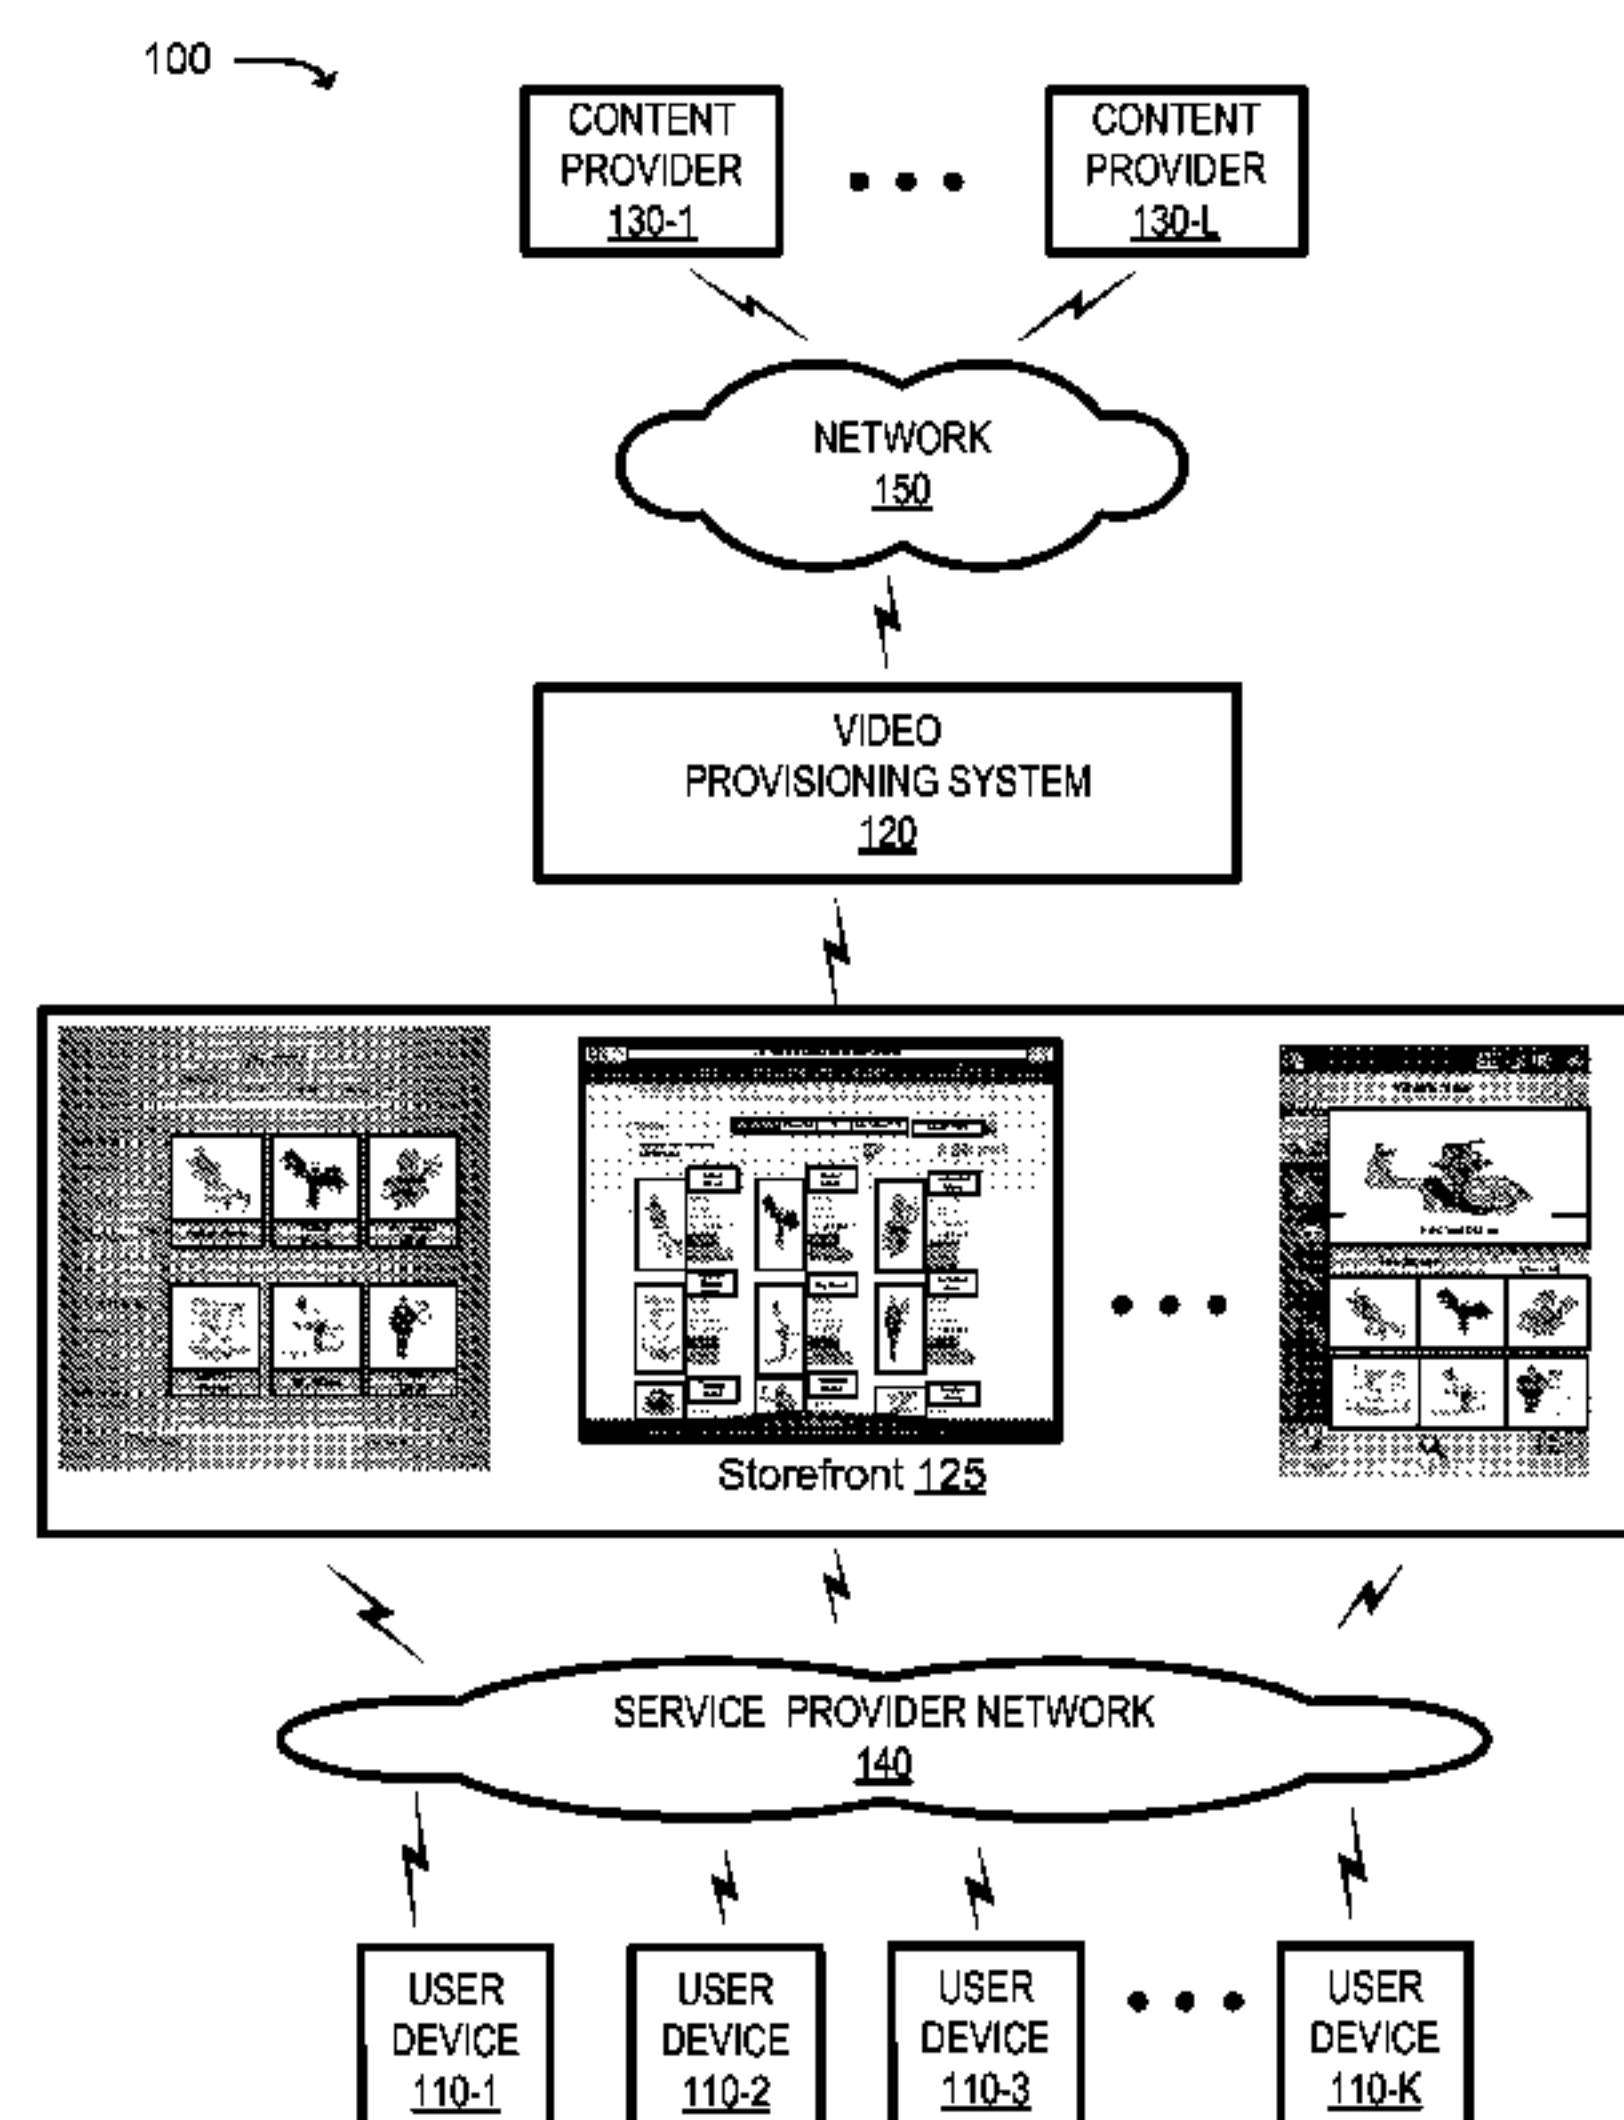 100
CONTENT
PROVIDER
130-1
CONTENT
PROVIDER
130-L
NETWORK
150
VIDEO
PROVISIONING SYSTEM
120
Storefront 125
SERVICE PROVIDER NETWORK
140
USER
DEVICE
110-1
USER
DEVICE
110-2
USER
DEVICE
110-3
USER
DEVICE
110-K